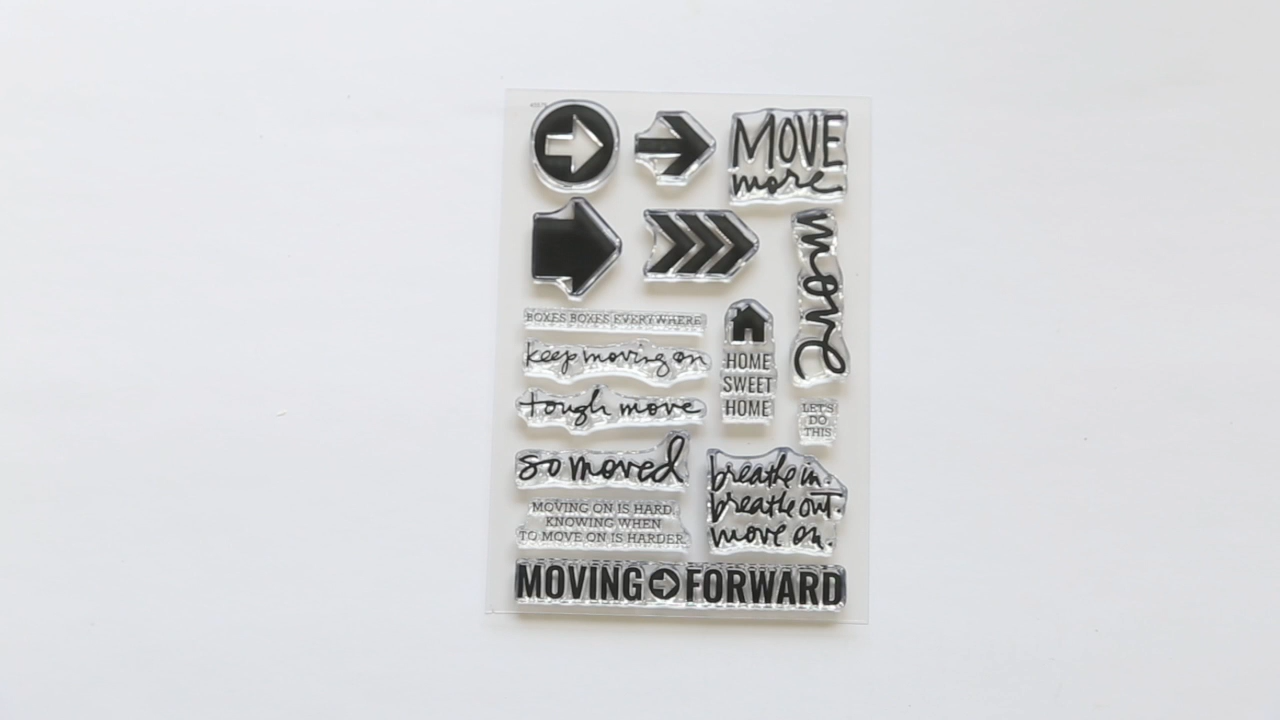 MOVE
more
move
BOXES BOXES EVERYWHERE
keep moving on
tough move
HOME
SWEET
HOME
LET'S
DO
THIS
so moved
MOVING ON IS HARD,
KNOWING WHEN
TO MOVE ON IS HARDER.
breathe in.
breathe out.
move on.
MOVING FORWARD